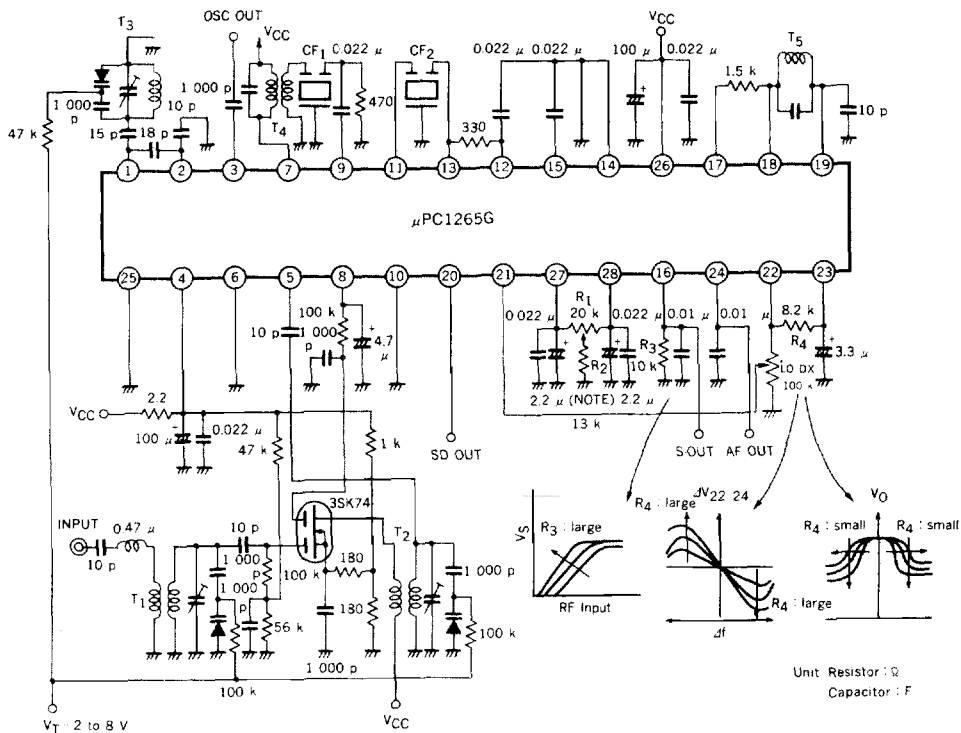 T3
OSC OUT
VCC
CF1
0.022 μ
CF2
0.022 μ
0.022 μ
VCC
100 μ
0.022 μ
T5
1 000 p
1 000 p
10 p
15 p
18 p
47 k
T4
470
330
1.5 k
10 p
1
2
3
7
9
11
13
12
15
14
26
17
18
19
μPC1265G
25
4
6
5
8
10
20
21
27
28
16
24
22
23
10 p
100 k
1 000 p
4.7 μ
0.022 μ
R1
20 k
0.022 μ
0.01 μ
0.01 μ
8.2 k
R4
R2
R3
10 k
3.3 μ
LO DX
100 k
2.2 μ (NOTE) 2.2 μ
13 k
VCC
2.2
100 μ
0.022 μ
47 k
1 k
SD OUT
S OUT
AF OUT
3SK74
INPUT
0.47 μ
10 p
10 p
T1
1 000 p
1 000 p
100 k
180
180
56 k
T2
1 000 p
100 k
1 000 p
100 k
VT = 2 to 8 V
VCC
VS
R3 : large
RF Input
ΔV22 24
R4 : large
R4 : large
Δf
VO
R4 : small
R4 : small
Unit Resistor : Ω
Capacitor : F